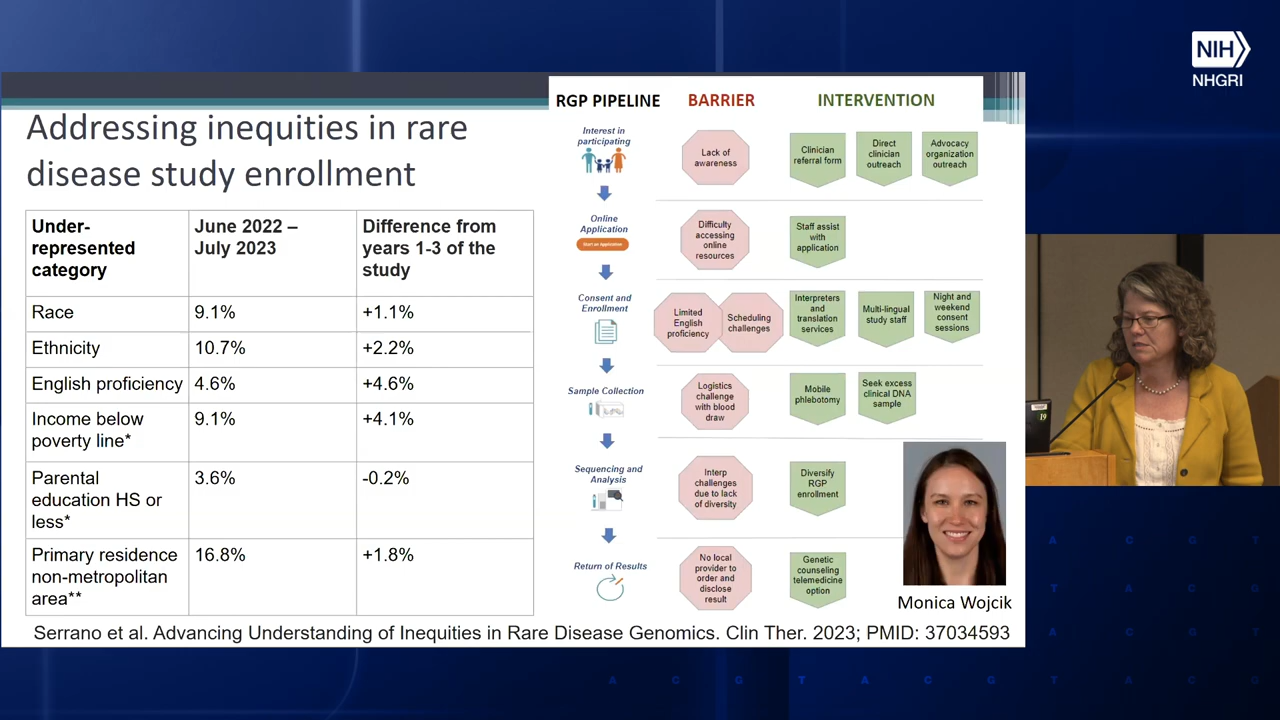 NIH
NHGRI
Addressing inequities in rare
disease study enrollment
Under-
represented
category
June 2022 –
July 2023
Difference from
years 1-3 of the
study
Race
9.1%
+1.1%
Ethnicity
10.7%
+2.2%
English proficiency
4.6%
+4.6%
Income below
poverty line*
9.1%
+4.1%
Parental
education HS or
less*
3.6%
-0.2%
Primary residence
non-metropolitan
area**
16.8%
+1.8%
RGP PIPELINE
BARRIER
INTERVENTION
Interest in
participating
Lack of
awareness
Clinician
referral form
Direct
clinician
outreach
Advocacy
organization
outreach
Online
Application
Start an Application
Difficulty
accessing
online
resources
Staff assist
with
application
Consent and
Enrollment
Limited
English
proficiency
Scheduling
challenges
Interpreters
and
translation
services
Multi-lingual
study staff
Night and
weekend
consent
sessions
Sample Collection
Logistics
challenge
with blood
draw
Mobile
phlebotomy
Seek excess
clinical DNA
sample
Sequencing and
Analysis
Interp
challenges
due to lack
of diversity
Diversify
RGP
enrollment
Return of Results
No local
provider to
order and
disclose
result
Genetic
counseling
telemedicine
option
Monica Wojcik
Serrano et al. Advancing Understanding of Inequities in Rare Disease Genomics. Clin Ther. 2023; PMID: 37034593
19
A C G T
T A C
A C G T
A C G T A C G T A C G T